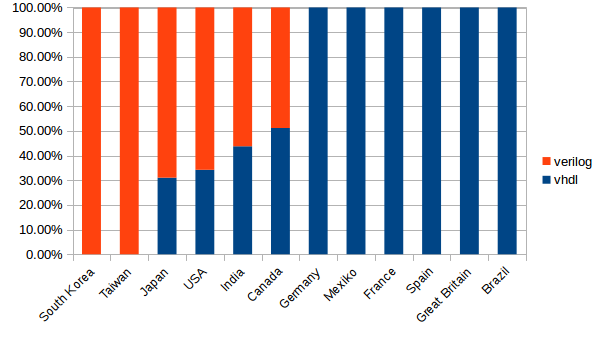 100.00%
90.00%
80.00%
70.00%
60.00%
50.00%
40.00%
30.00%
20.00%
10.00%
0.00%
verilog
vhdl
South Korea
Taiwan
Japan
USA
India
Canada
Germany
Mexiko
France
Spain
Great Britain
Brazil